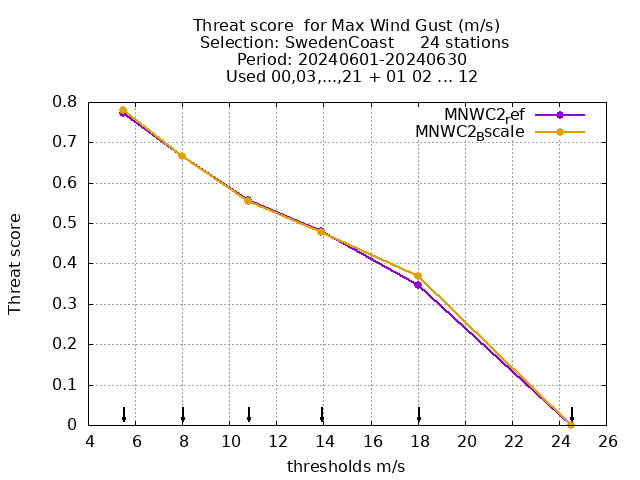 Threat score  for Max Wind Gust (m/s)
Selection: SwedenCoast     24 stations
Period: 20240601-20240630
Used 00,03,...,21 + 01 02 ... 12
MNWC2ref
MNWC2Bscale
Threat score
0.8
0.7
0.6
0.5
0.4
0.3
0.2
0.1
0
4 6 8 10 12 14 16 18 20 22 24 26
thresholds m/s